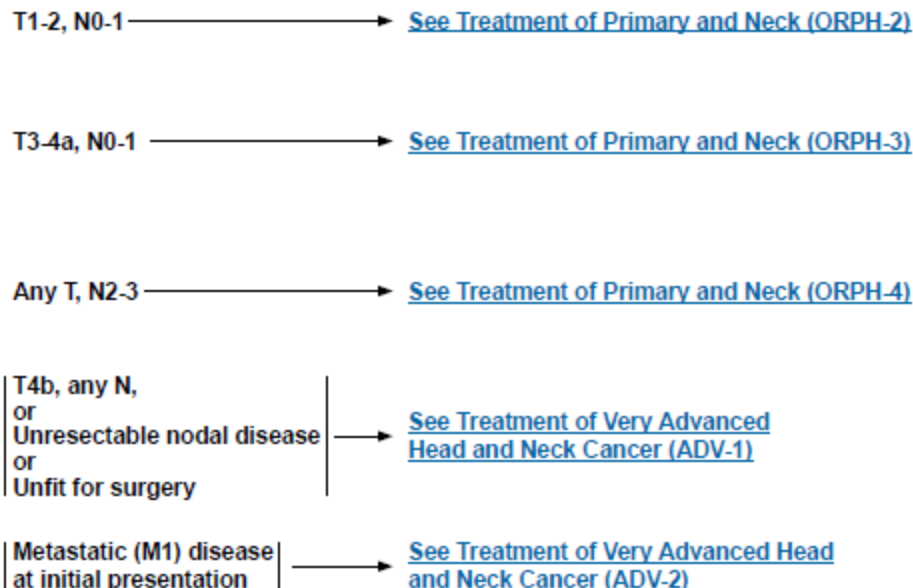 T1-2, N0-1 See Treatment of Primary and Neck (ORPH-2)
T3-4a, N0-1 See Treatment of Primary and Neck (ORPH-3)
Any T, N2-3 See Treatment of Primary and Neck (ORPH-4)
T4b, any N,
or
Unresectable nodal disease
or
Unfit for surgery
See Treatment of Very Advanced
Head and Neck Cancer (ADV-1)
Metastatic (M1) disease
at initial presentation
See Treatment of Very Advanced Head
and Neck Cancer (ADV-2)